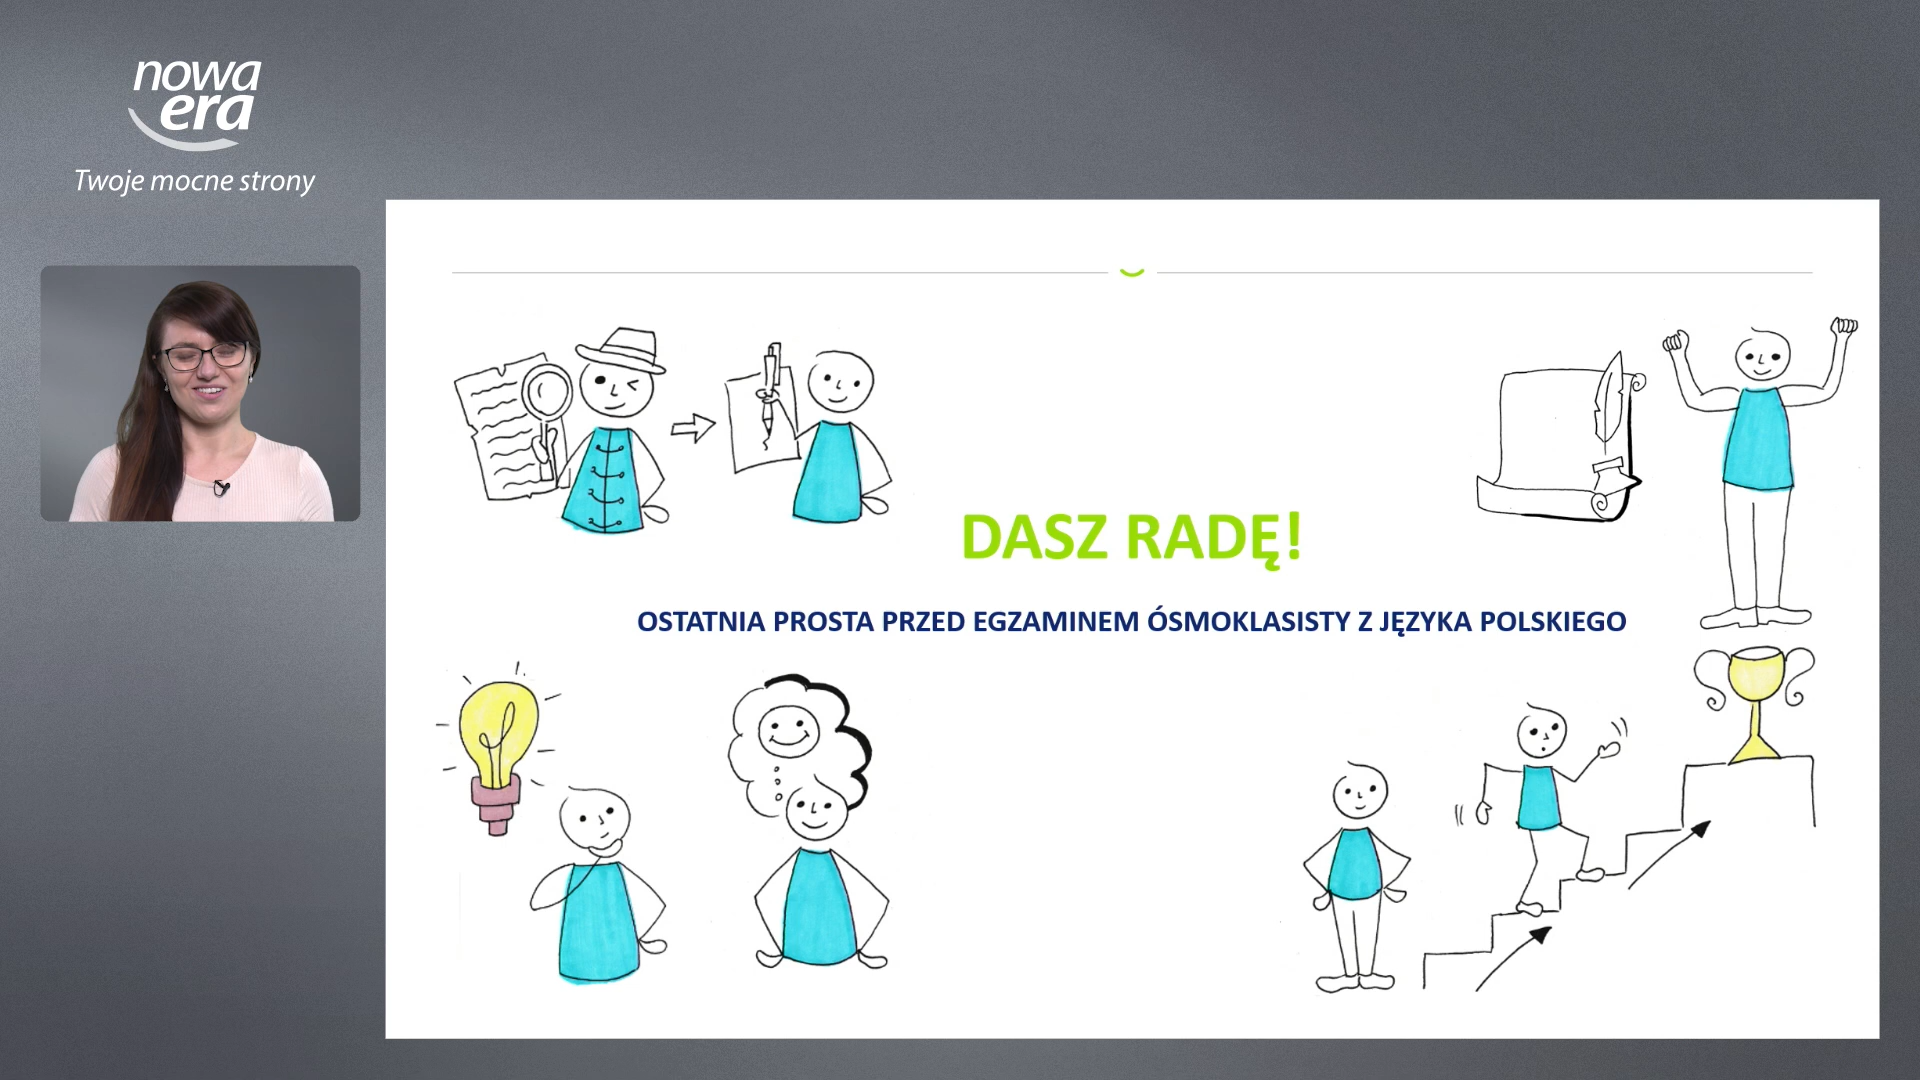 nowa
era
Twoje mocne strony
DASZ RADĘ!
OSTATNIA PROSTA PRZED EGZAMINEM ÓSMOKLASISTY Z JĘZYKA POLSKIEGO